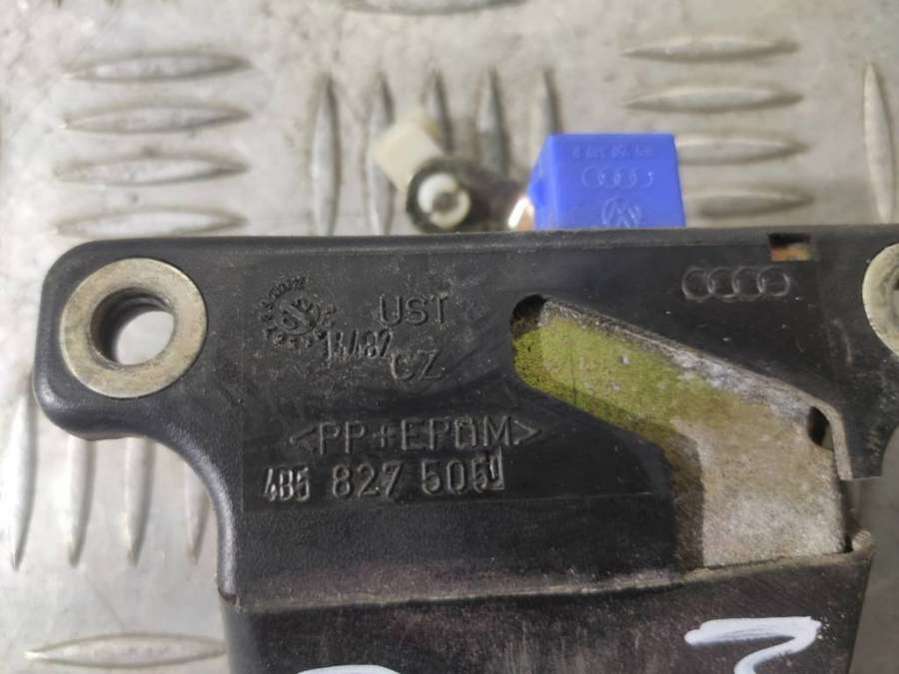 UST
CZ
<PP+EPDM>
4B5 827 505